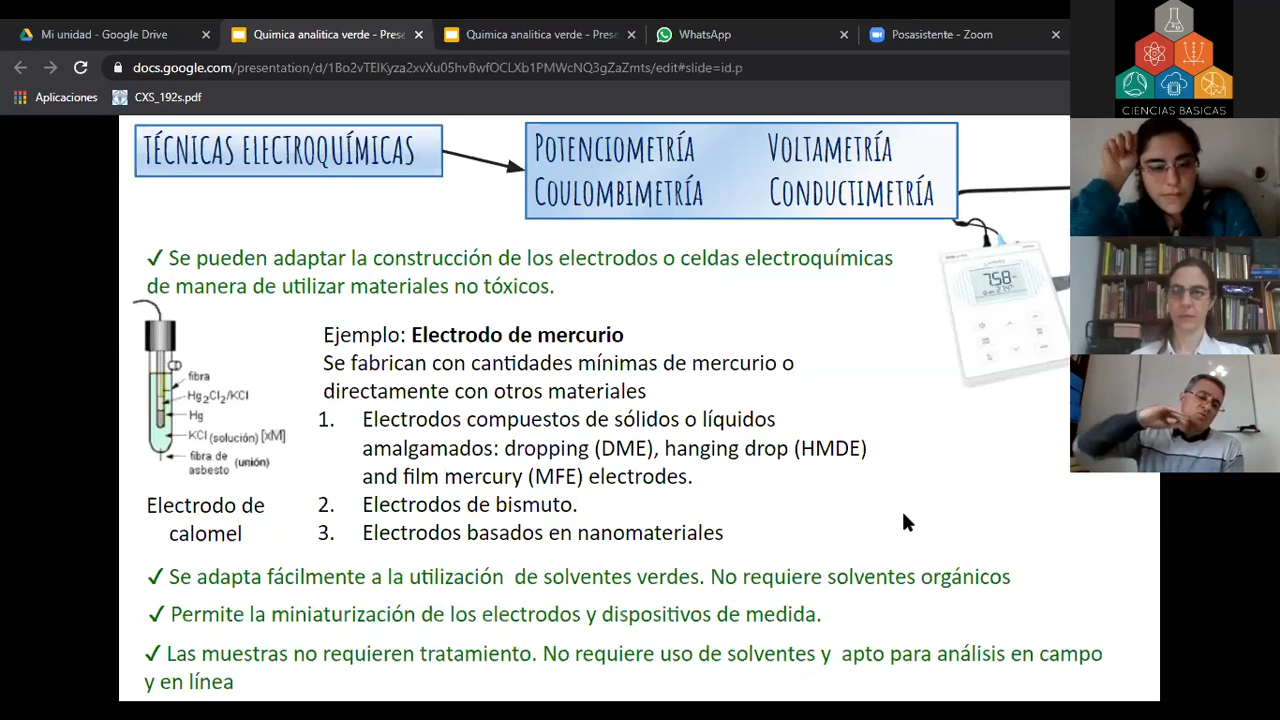 Mi unidad - Google Drive
Quimica analitica verde - Prese
Quimica analitica verde - Prese
WhatsApp
Posasistente - Zoom
docs.google.com/presentation/d/1Bo2vTElKyza2xvXu05hvBwfQCLXb1PMWcNQ3gZaZmts/edit#slide=id.p
Aplicaciones
CXS_192s.pdf
CIENCIAS BASICAS
TÉCNICAS ELECTROQUÍMICAS
POTENCIOMETRÍA VOLTAMETRÍA
COULOMBIMETRÍA CONDUCTIMETRÍA
✓ Se pueden adaptar la construcción de los electrodos o celdas electroquímicas
de manera de utilizar materiales no tóxicos.
7.58
Ejemplo: Electrodo de mercurio
Se fabrican con cantidades mínimas de mercurio o
directamente con otros materiales
1. Electrodos compuestos de sólidos o líquidos
amalgamados: dropping (DME), hanging drop (HMDE)
and film mercury (MFE) electrodes.
2. Electrodos de bismuto.
3. Electrodos basados en nanomateriales
fibra
Hg2Cl2/KCl
Hg
KCl (solución) [xM]
fibra de
asbesto (unión)
Electrodo de
calomel
✓ Se adapta fácilmente a la utilización de solventes verdes. No requiere solventes orgánicos
✓ Permite la miniaturización de los electrodos y dispositivos de medida.
✓ Las muestras no requieren tratamiento. No requiere uso de solventes y apto para análisis en campo
y en línea